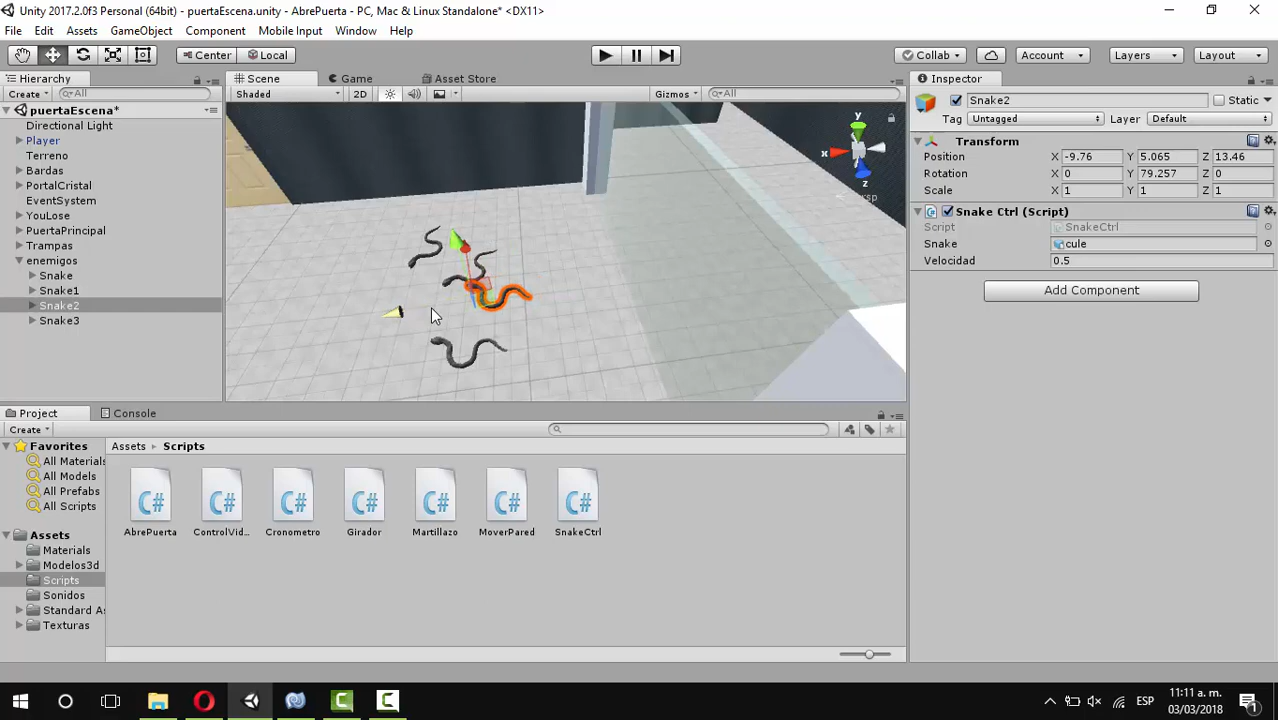 Unity 2017.2.0f3 Personal (64bit) - puertaEscena.unity - AbrePuerta - PC, Mac & Linux Standalone* <DX11>
File Edit Assets GameObject Component Mobile Input Window Help
Center Local Collab Account Layers Layout
Hierarchy
Create All
puertaEscena*
Directional Light
Player
Terreno
Bardas
PortalCristal
EventSystem
YouLose
PuertaPrincipal
Trampas
enemigos
Snake
Snake1
Snake2
Snake3
Scene Game Asset Store
Shaded 2D Gizmos All
y
x
z
Persp
Inspector
Snake2 Static
Tag Untagged Layer Default
Transform
Position X -9.76 Y 5.065 Z 13.46
Rotation X 0 Y 79.257 Z 0
Scale X 1 Y 1 Z 1
Snake Ctrl (Script)
Script SnakeCtrl
Snake cule
Velocidad 0.5
Add Component
Project Console
Create
Favorites
All Materials
All Models
All Prefabs
All Scripts
Assets
Materials
Modelos3d
Scripts
Sonidos
Standard As
Texturas
Assets Scripts
C# C# C# C# C# C# C#
AbrePuerta ControlVid... Cronometro Girador Martillazo MoverPared SnakeCtrl
ESP
11:11 a. m.
03/03/2018
1